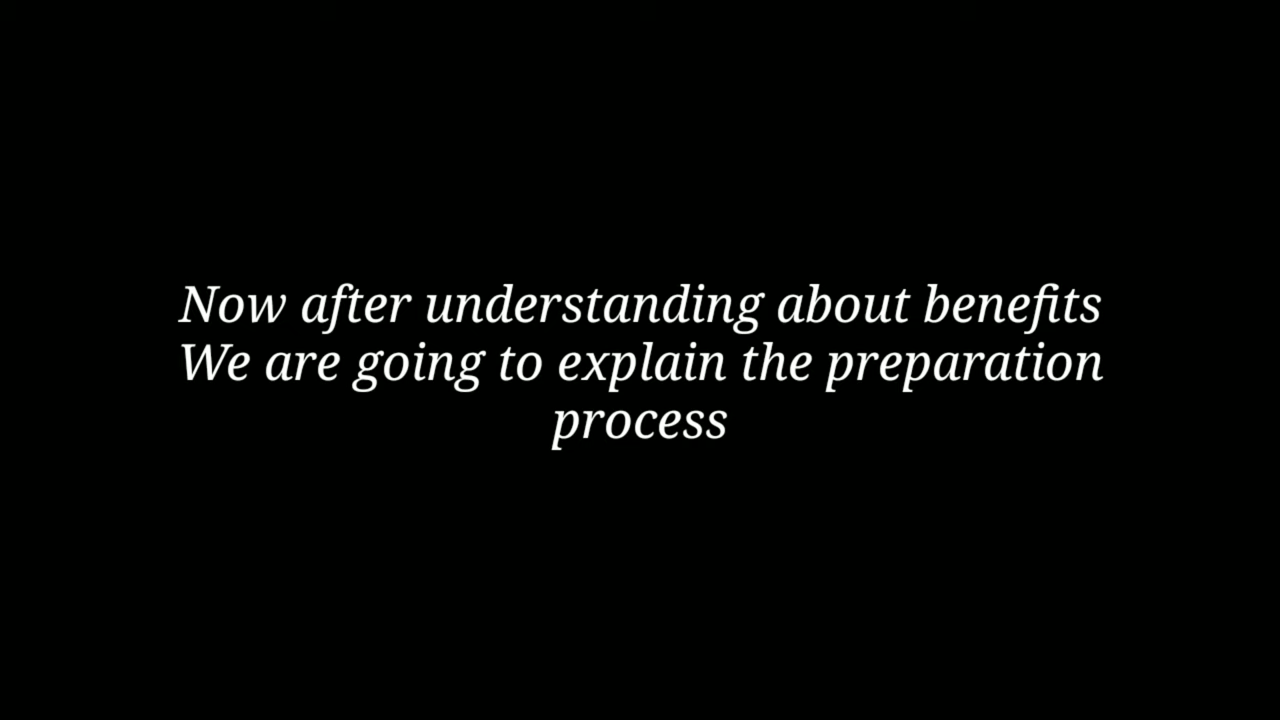 Now after understanding about benefits
We are going to explain the preparation
process